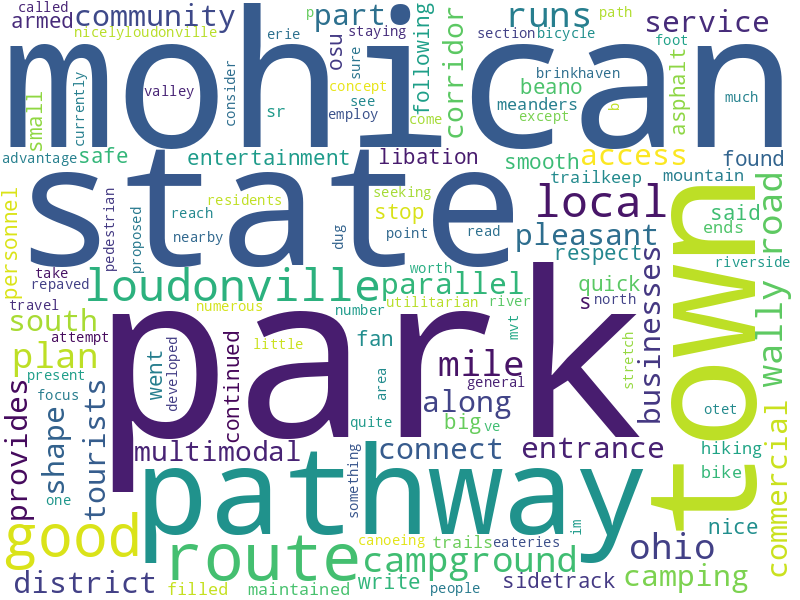 called p part runs
armed community service
nicelyloudonville erie staying osu following corridor section bicycle path foot
mohican
small currently valley consider sr concept sure see employ come beano meanders brinkhaven except asphalt much
advantage safe entertainment libation smooth access found
state
trailkeep mountain
personnel pedestrian proposed residents reach nearby dug seeking stop point read
town
local said road
pleasant ends
respect riverside
take repaved loudonville parallel quick
worth s north
travel numerous number utilitarian river
south attempt
park
plan present focus went developed continued little fan area mvt stretch businesses wally
mile
general
provides shape tourists along
big ve quite otet
multimodal connect entrance hiking
bike
pathway
something im commercial
good nice
route canoeing trails eateries ohio
campground
district one filled maintained write people sidetrack camping